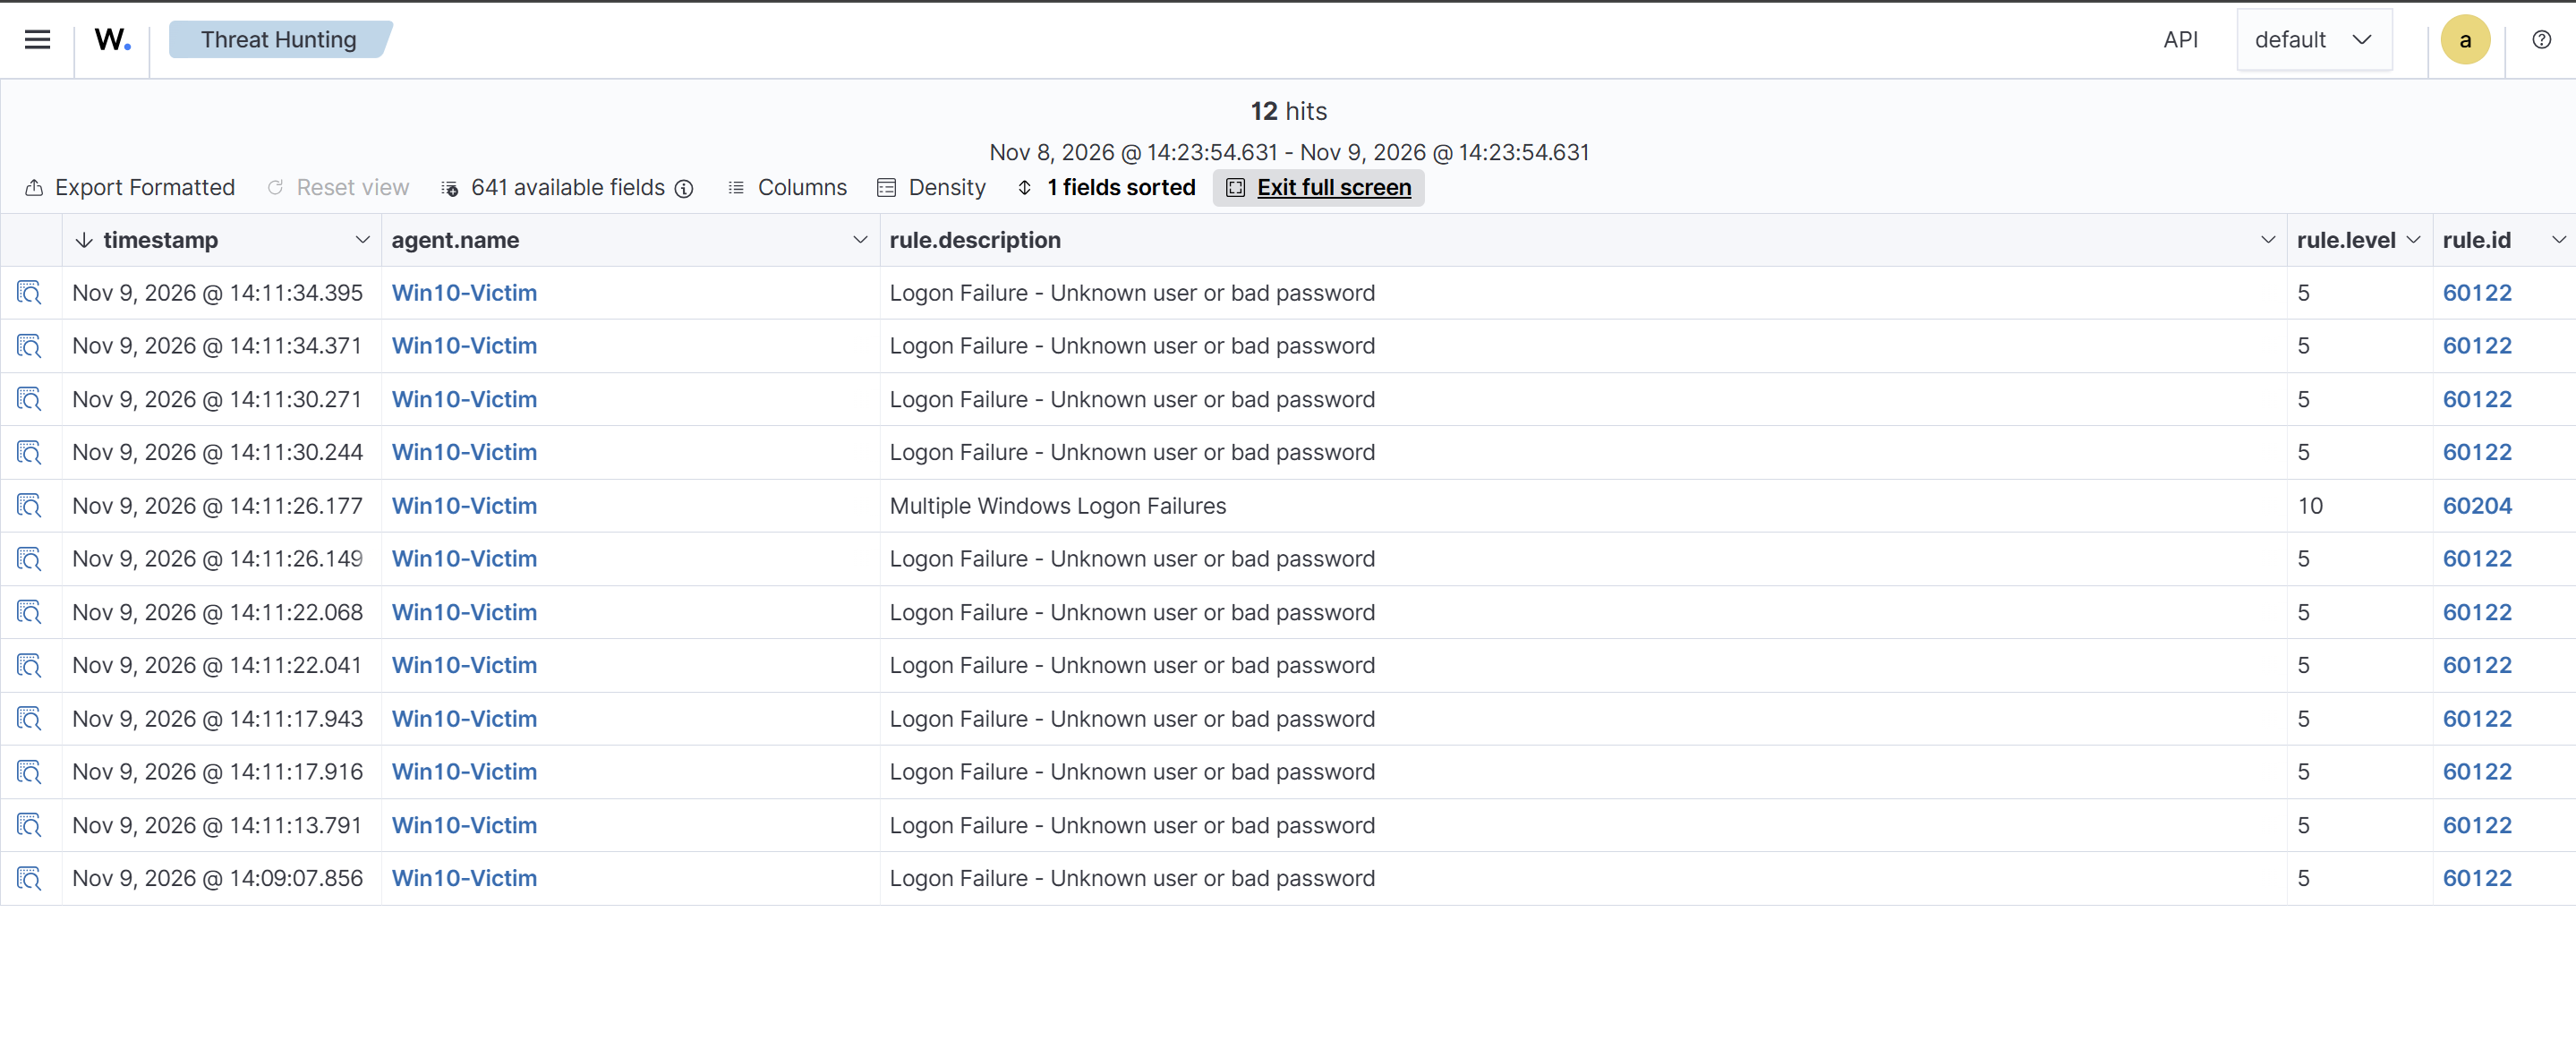 W. Threat Hunting API default a
12 hits
Nov 8, 2026 @ 14:23:54.631 - Nov 9, 2026 @ 14:23:54.631
Export Formatted Reset view 641 available fields Columns Density 1 fields sorted Exit full screen
timestamp agent.name rule.description rule.level rule.id
Nov 9, 2026 @ 14:11:34.395 Win10-Victim Logon Failure - Unknown user or bad password 5 60122
Nov 9, 2026 @ 14:11:34.371 Win10-Victim Logon Failure - Unknown user or bad password 5 60122
Nov 9, 2026 @ 14:11:30.271 Win10-Victim Logon Failure - Unknown user or bad password 5 60122
Nov 9, 2026 @ 14:11:30.244 Win10-Victim Logon Failure - Unknown user or bad password 5 60122
Nov 9, 2026 @ 14:11:26.177 Win10-Victim Multiple Windows Logon Failures 10 60204
Nov 9, 2026 @ 14:11:26.149 Win10-Victim Logon Failure - Unknown user or bad password 5 60122
Nov 9, 2026 @ 14:11:22.068 Win10-Victim Logon Failure - Unknown user or bad password 5 60122
Nov 9, 2026 @ 14:11:22.041 Win10-Victim Logon Failure - Unknown user or bad password 5 60122
Nov 9, 2026 @ 14:11:17.943 Win10-Victim Logon Failure - Unknown user or bad password 5 60122
Nov 9, 2026 @ 14:11:17.916 Win10-Victim Logon Failure - Unknown user or bad password 5 60122
Nov 9, 2026 @ 14:11:13.791 Win10-Victim Logon Failure - Unknown user or bad password 5 60122
Nov 9, 2026 @ 14:09:07.856 Win10-Victim Logon Failure - Unknown user or bad password 5 60122